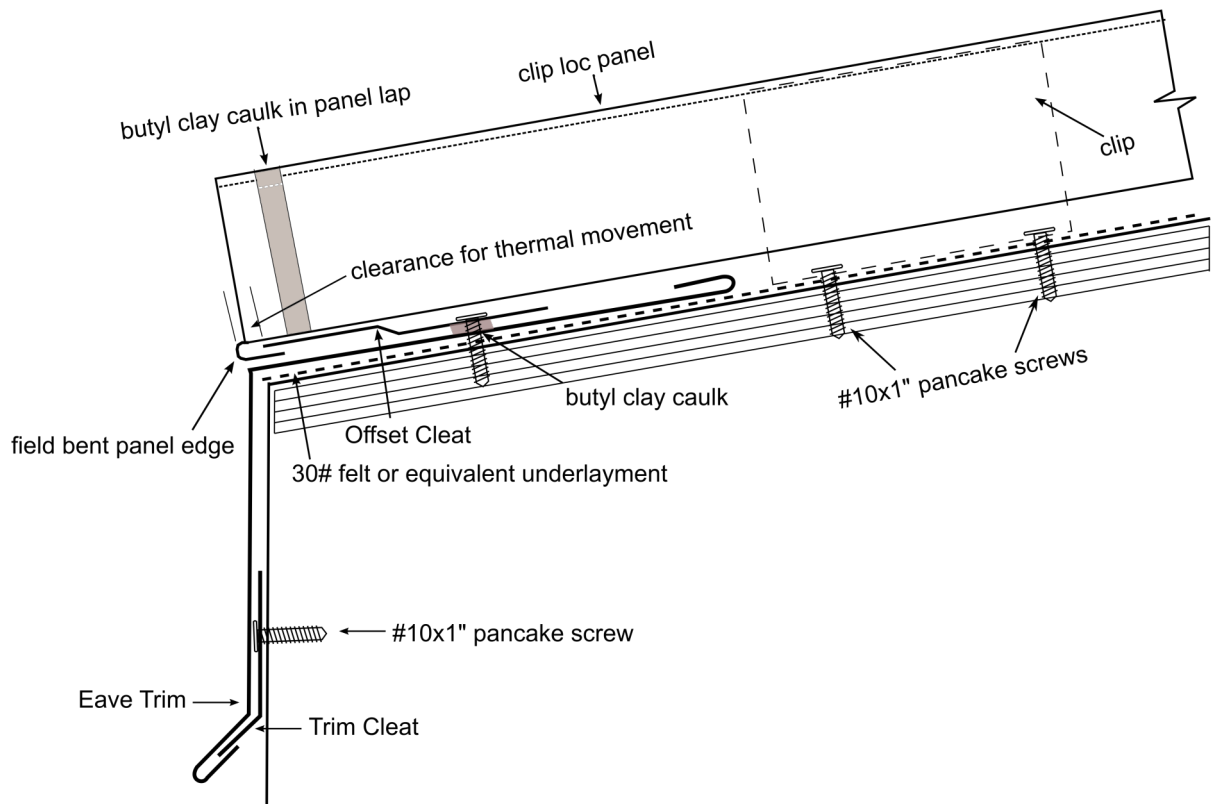 clip loc panel
butyl clay caulk in panel lap
clip
clearance for thermal movement
butyl clay caulk
#10x1" pancake screws
Offset Cleat
field bent panel edge
30# felt or equivalent underlayment
#10x1" pancake screw
Eave Trim
Trim Cleat